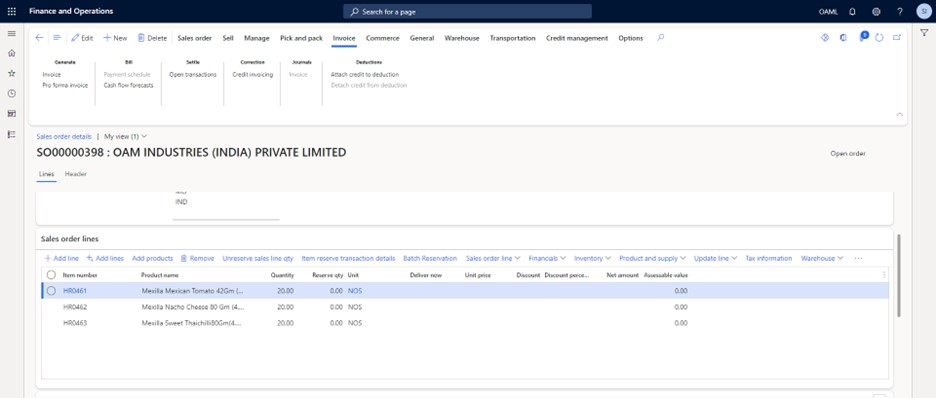 Finance and Operations
Search for a page
OAML
?
SI
Edit
New
Delete
Sales order
Sell
Manage
Pick and pack
Invoice
Commerce
General
Warehouse
Transportation
Credit management
Options
0
Generate
Bill
Settle
Correction
Journals
Deductions
Invoice
Payment schedule
Open transactions
Credit invoicing
Invoice
Attach credit to deduction
Pro forma invoice
Cash flow forecasts
Detach credit from deduction
Sales order details | My view (1)
SO00000398 : OAM INDUSTRIES (INDIA) PRIVATE LIMITED
Open order
Lines Header
IND
Sales order lines
+ Add line Add lines Add products Remove Unreserve sales line qty Item reserve transaction details Batch Reservation Sales order line Financials Inventory Product and supply Update line Tax information Warehouse ...
Item number Product name Quantity Reserve qty Unit Deliver now Unit price Discount Discount perce... Net amount Assessable value
HR0461 Mexilla Mexican Tomato 42Gm (... 20.00 0.00 NOS 0.00
HR0462 Mexilla Nacho Cheese 80 Gm (4... 20.00 0.00 NOS 0.00
HR0463 Mexilla Sweet Thaichilli80Gm(4... 20.00 0.00 NOS 0.00